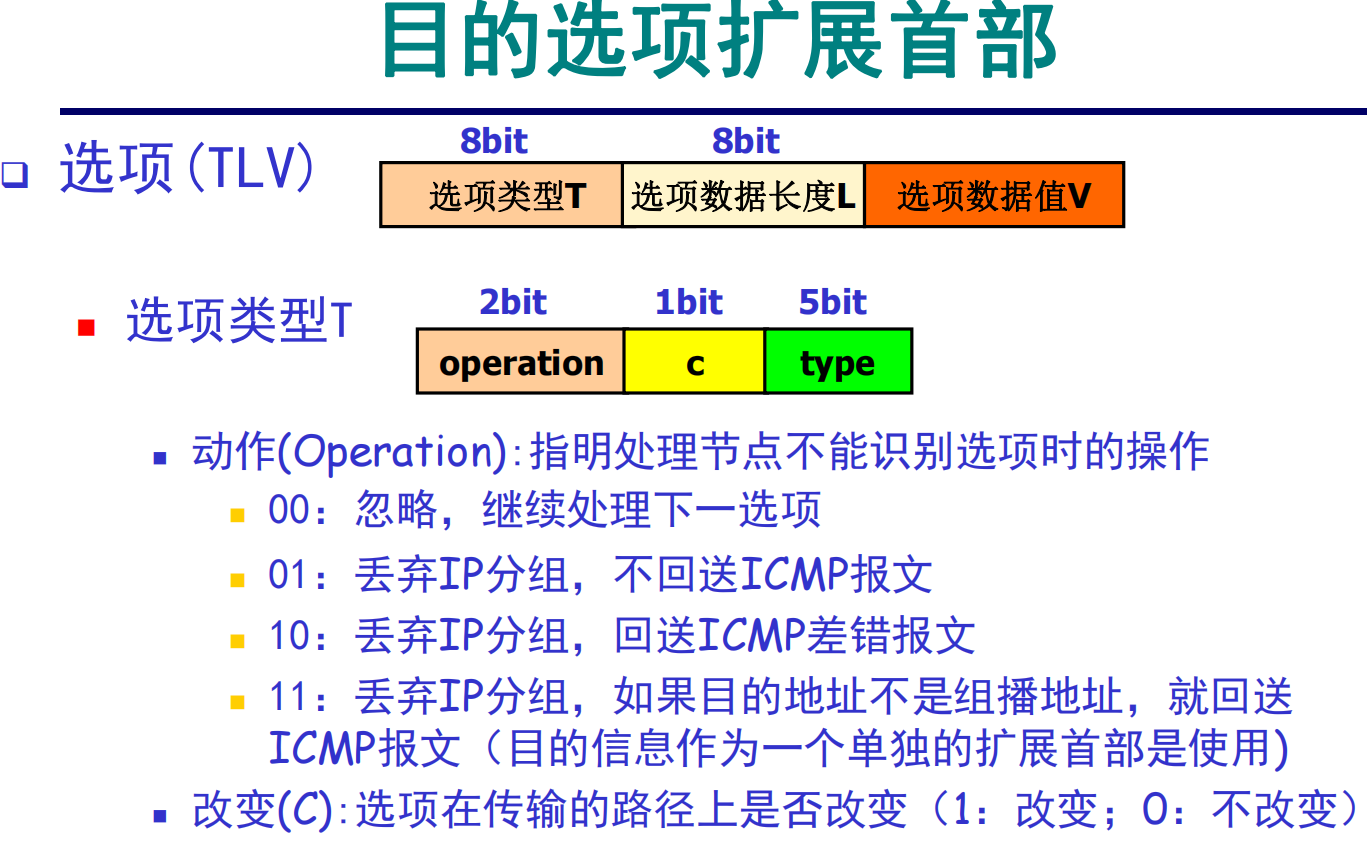 目的选项扩展首部
选项(TLV)
8bit 8bit
选项类型T 选项数据长度L 选项数据值V
选项类型T
2bit 1bit 5bit
operation c type
动作(Operation):指明处理节点不能识别选项时的操作
00：忽略，继续处理下一选项
01：丢弃IP分组，不回送ICMP报文
10：丢弃IP分组，回送ICMP差错报文
11：丢弃IP分组，如果目的地址不是组播地址，就回送
ICMP报文（目的信息作为一个单独的扩展首部是使用)
改变(C):选项在传输的路径上是否改变（1：改变；0：不改变）